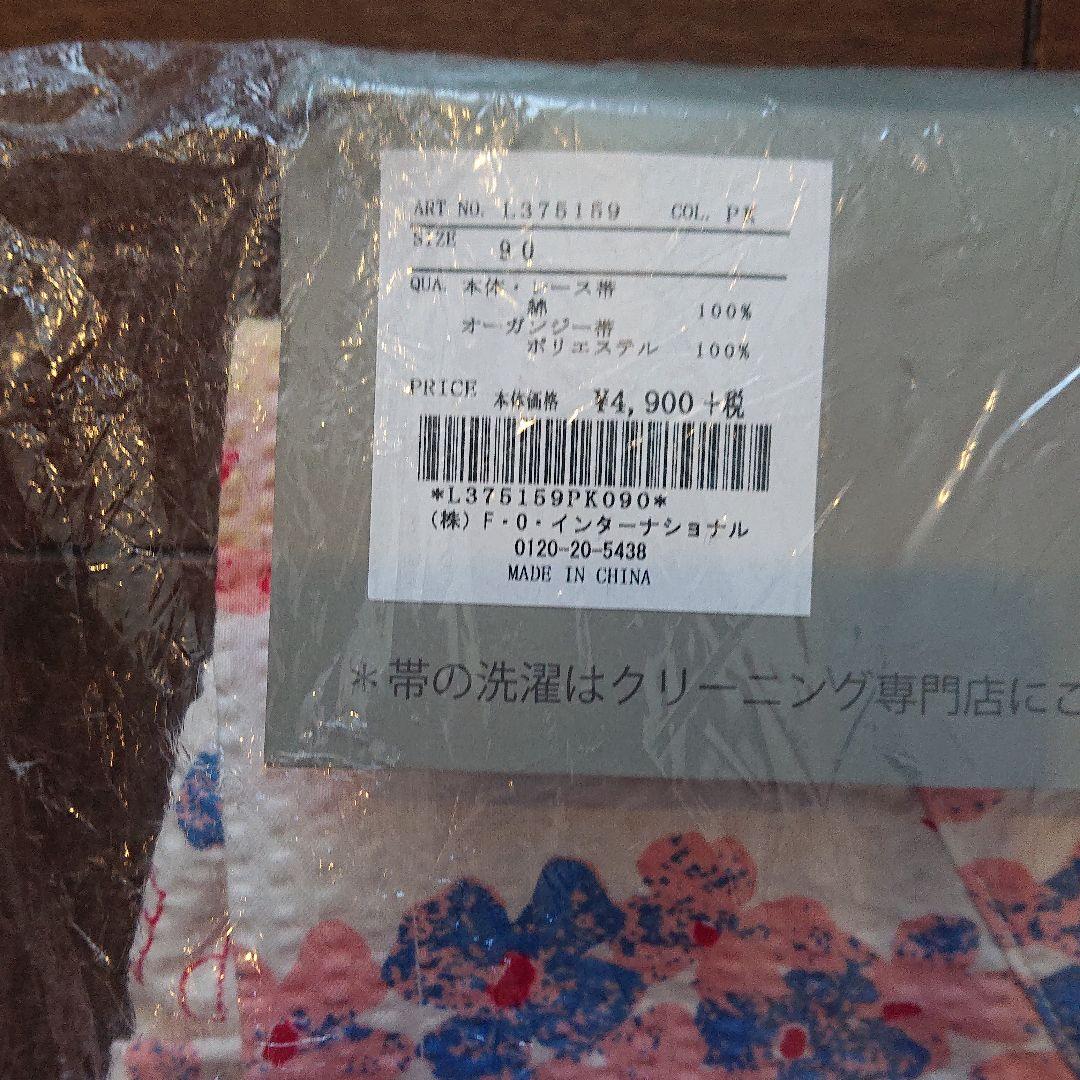 ART NO. L375159 COL. PK
SIZE 90
QUA. 本体・レース帯
綿 100%
オーガンジー帯
ポリエステル 100%
PRICE 本体価格 ¥4,900+税
*L375159PK090*
(株)F・O・インターナショナル
0120-20-5438
MADE IN CHINA
*帯の洗濯はクリーニング専門店にご